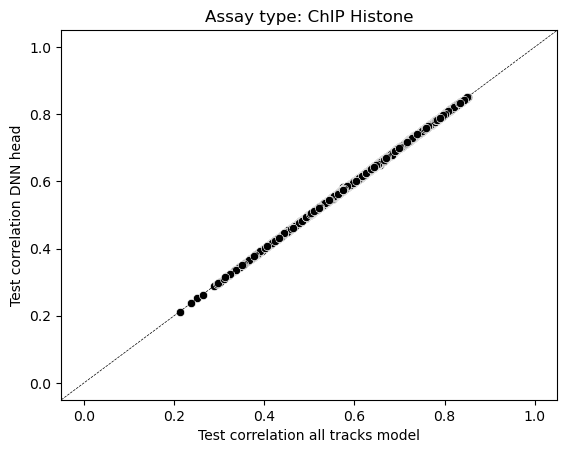 Assay type: ChIP Histone
Test correlation DNN head
1.0
0.8
0.6
0.4
0.2
0.0
0.0 0.2 0.4 0.6 0.8 1.0
Test correlation all tracks model